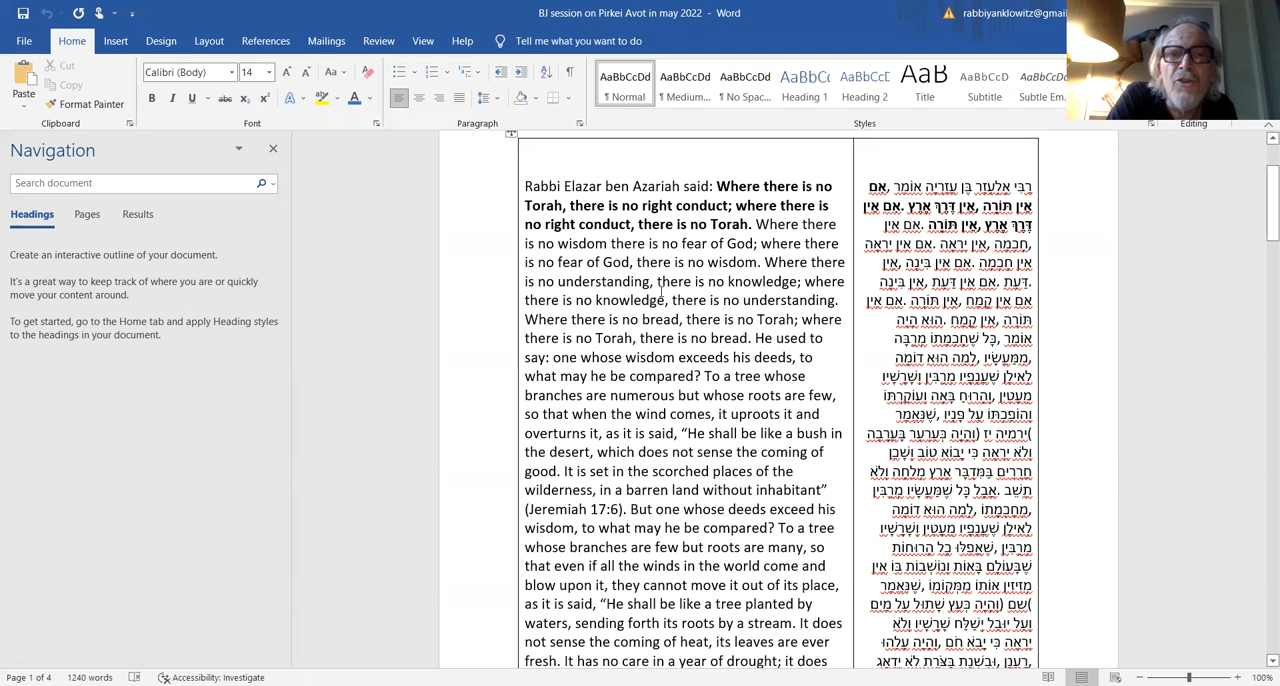 BJ session on Pirkei Avot in may 2022 - Word
rabbiyanklowitz@gmai
File Home Insert Design Layout References Mailings Review View Help Tell me what you want to do
Paste
Cut
Copy
Format Painter
Clipboard
Calibri (Body) 14
Font
Paragraph
AaBbCcDd AaBbCcDd AaBbCcDd AaBbCc AaBbCcD AaB AaBbCcD AaBbCcD
¶ Normal ¶ Medium... ¶ No Spac... Heading 1 Heading 2 Title Subtitle Subtle Em...
Styles
Editing
Navigation
Search document
Headings Pages Results
Create an interactive outline of your document.
It's a great way to keep track of where you are or quickly
move your content around.
To get started, go to the Home tab and apply Heading styles
to the headings in your document.
Rabbi Elazar ben Azariah said: Where there is no
Torah, there is no right conduct; where there is
no right conduct, there is no Torah. Where there
is no wisdom there is no fear of God; where there
is no fear of God, there is no wisdom. Where there
is no understanding, there is no knowledge; where
there is no knowledge, there is no understanding.
Where there is no bread, there is no Torah; where
there is no Torah, there is no bread. He used to
say: one whose wisdom exceeds his deeds, to
what may he be compared? To a tree whose
branches are numerous but whose roots are few,
so that when the wind comes, it uproots it and
overturns it, as it is said, “He shall be like a bush in
the desert, which does not sense the coming of
good. It is set in the scorched places of the
wilderness, in a barren land without inhabitant”
(Jeremiah 17:6). But one whose deeds exceed his
wisdom, to what may he be compared? To a tree
whose branches are few but roots are many, so
that even if all the winds in the world come and
blow upon it, they cannot move it out of its place,
as it is said, “He shall be like a tree planted by
waters, sending forth its roots by a stream. It does
not sense the coming of heat, its leaves are ever
fresh. It has no care in a year of drought; it does
רַבִּי אֶלְעָזָר בֶּן עֲזַרְיָה אוֹמֵר, אִם
אֵין תּוֹרָה, אֵין דֶּרֶךְ אֶרֶץ. אִם אֵין
דֶּרֶךְ אֶרֶץ, אֵין תּוֹרָה. אִם אֵין
חָכְמָה, אֵין יִרְאָה. אִם אֵין יִרְאָה,
אֵין חָכְמָה. אִם אֵין בִּינָה, אֵין
דַּעַת. אִם אֵין דַּעַת, אֵין בִּינָה.
אִם אֵין קֶמַח, אֵין תּוֹרָה. אִם אֵין
תּוֹרָה, אֵין קֶמַח. הוּא הָיָה
אוֹמֵר, כָּל שֶׁחָכְמָתוֹ מְרֻבָּה
מִמַּעֲשָׂיו, לְמַה הוּא דוֹמֶה,
לְאִילָן שֶׁעֲנָפָיו מְרֻבִּין וְשָׁרָשָׁיו
מֻעָטִין, וְהָרוּחַ בָּאָה וְעוֹקַרְתּוֹ
וְהוֹפַכְתּוֹ עַל פָּנָיו, שֶׁנֶּאֱמַר
(ירמיה יז) וְהָיָה כְּעַרְעָר בָּעֲרָבָה
וְלֹא יִרְאֶה כִּי יָבוֹא טוֹב וְשָׁכַן
חֲרֵרִים בַּמִּדְבָּר אֶרֶץ מְלֵחָה וְלֹא
תֵשֵׁב. אֲבָל כָּל שֶׁמַּעֲשָׂיו מְרֻבִּין
מֵחָכְמָתוֹ, לְמַה הוּא דוֹמֶה,
לְאִילָן שֶׁעֲנָפָיו מֻעָטִין וְשָׁרָשָׁיו
מְרֻבִּין, שֶׁאֲפִלּוּ כָל הָרוּחוֹת
שֶׁבָּעוֹלָם בָּאוֹת וְנוֹשְׁבוֹת בּוֹ אֵין
מְזִיזִין אוֹתוֹ מִמְּקוֹמוֹ, שֶׁנֶּאֱמַר
(שם) וְהָיָה כְּעֵץ שָׁתוּל עַל מַיִם
וְעַל יוּבַל יְשַׁלַּח שָׁרָשָׁיו וְלֹא
יִרְאֶה כִּי יָבֹא חֹם, וְהָיָה עָלֵהוּ
רַעֲנָן, וּבִשְׁנַת בַּצֹּרֶת לֹא יִדְאָג
Page 1 of 4 1240 words Accessibility: Investigate 100%